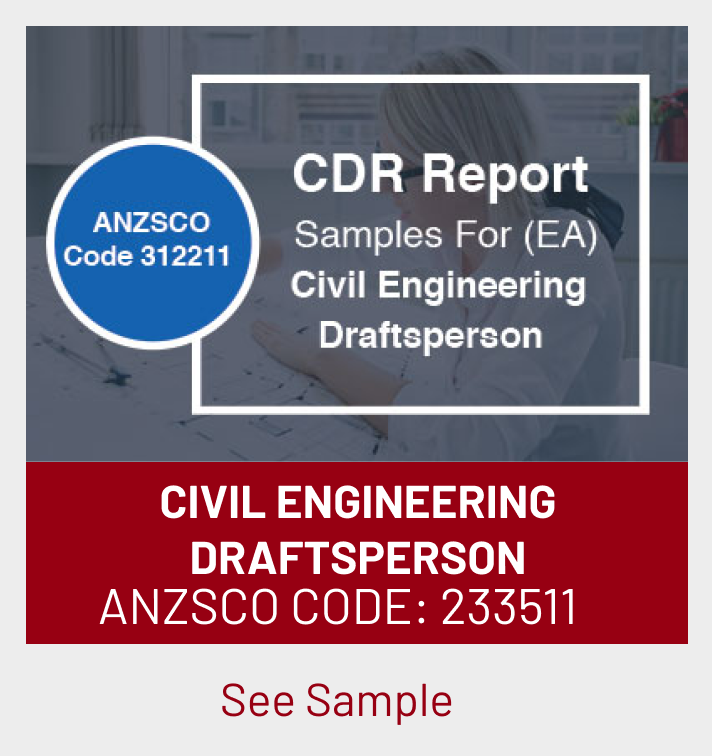 ANZSCO
Code 312211
CDR Report
Samples For (EA)
Civil Engineering
Draftsperson
CIVIL ENGINEERING
DRAFTSPERSON
ANZSCO CODE: 233511
See Sample